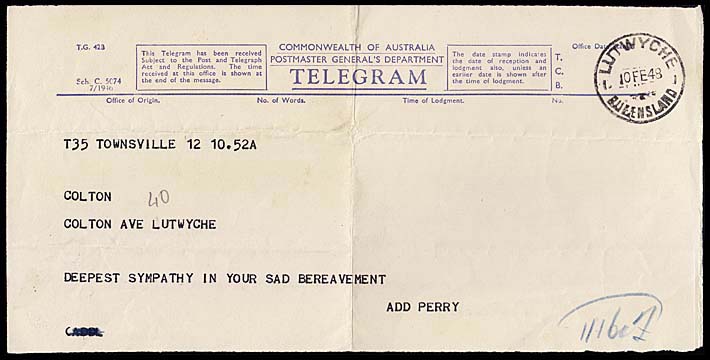 T.G. 42B
Sch. C. 5074
7/1946
This Telegram has been received
Subject to the Post and Telegraph
Act and Regulations. The time
received at this office is shown at
the end of the message.
COMMONWEALTH OF AUSTRALIA
POSTMASTER GENERAL'S DEPARTMENT
TELEGRAM
The date stamp indicates
the date of reception and
lodgment also, unless an
earlier date is shown after
the time of lodgment.
T.
C.
B.
Office Date
LUTWYCHE
10 FE 48
QUEENSLAND
Office of Origin. No. of Words. Time of Lodgment. No.
T35 TOWNSVILLE 12 10.52A
COLTON 40
COLTON AVE LUTWYCHE
DEEPEST SYMPATHY IN YOUR SAD BEREAVEMENT
ADD PERRY